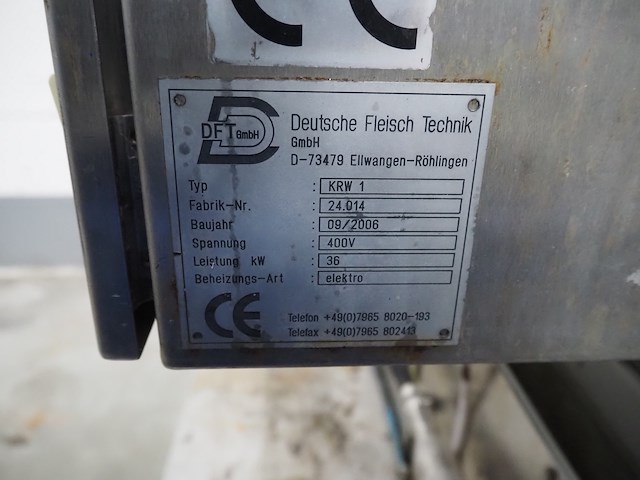 CE
DFT GmbH
Deutsche Fleisch Technik
GmbH
D-73479 Ellwangen-Röhlingen
Typ : KRW 1
Fabrik-Nr. : 24.014
Baujahr : 09/2006
Spannung : 400V
Leistung kW : 36
Beheizungs-Art : elektro
CE
Telefon +49(0)7965 8020-193
Telefax +49(0)7965 802413